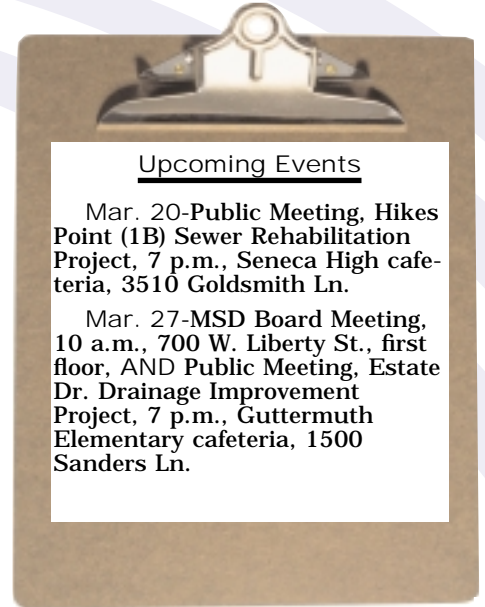 Upcoming Events
Mar. 20-Public Meeting, Hikes
Point (1B) Sewer Rehabilitation
Project, 7 p.m., Seneca High cafe-
teria, 3510 Goldsmith Ln.
Mar. 27-MSD Board Meeting,
10 a.m., 700 W. Liberty St., first
floor, AND Public Meeting, Estate
Dr. Drainage Improvement
Project, 7 p.m., Guttermuth
Elementary cafeteria, 1500
Sanders Ln.